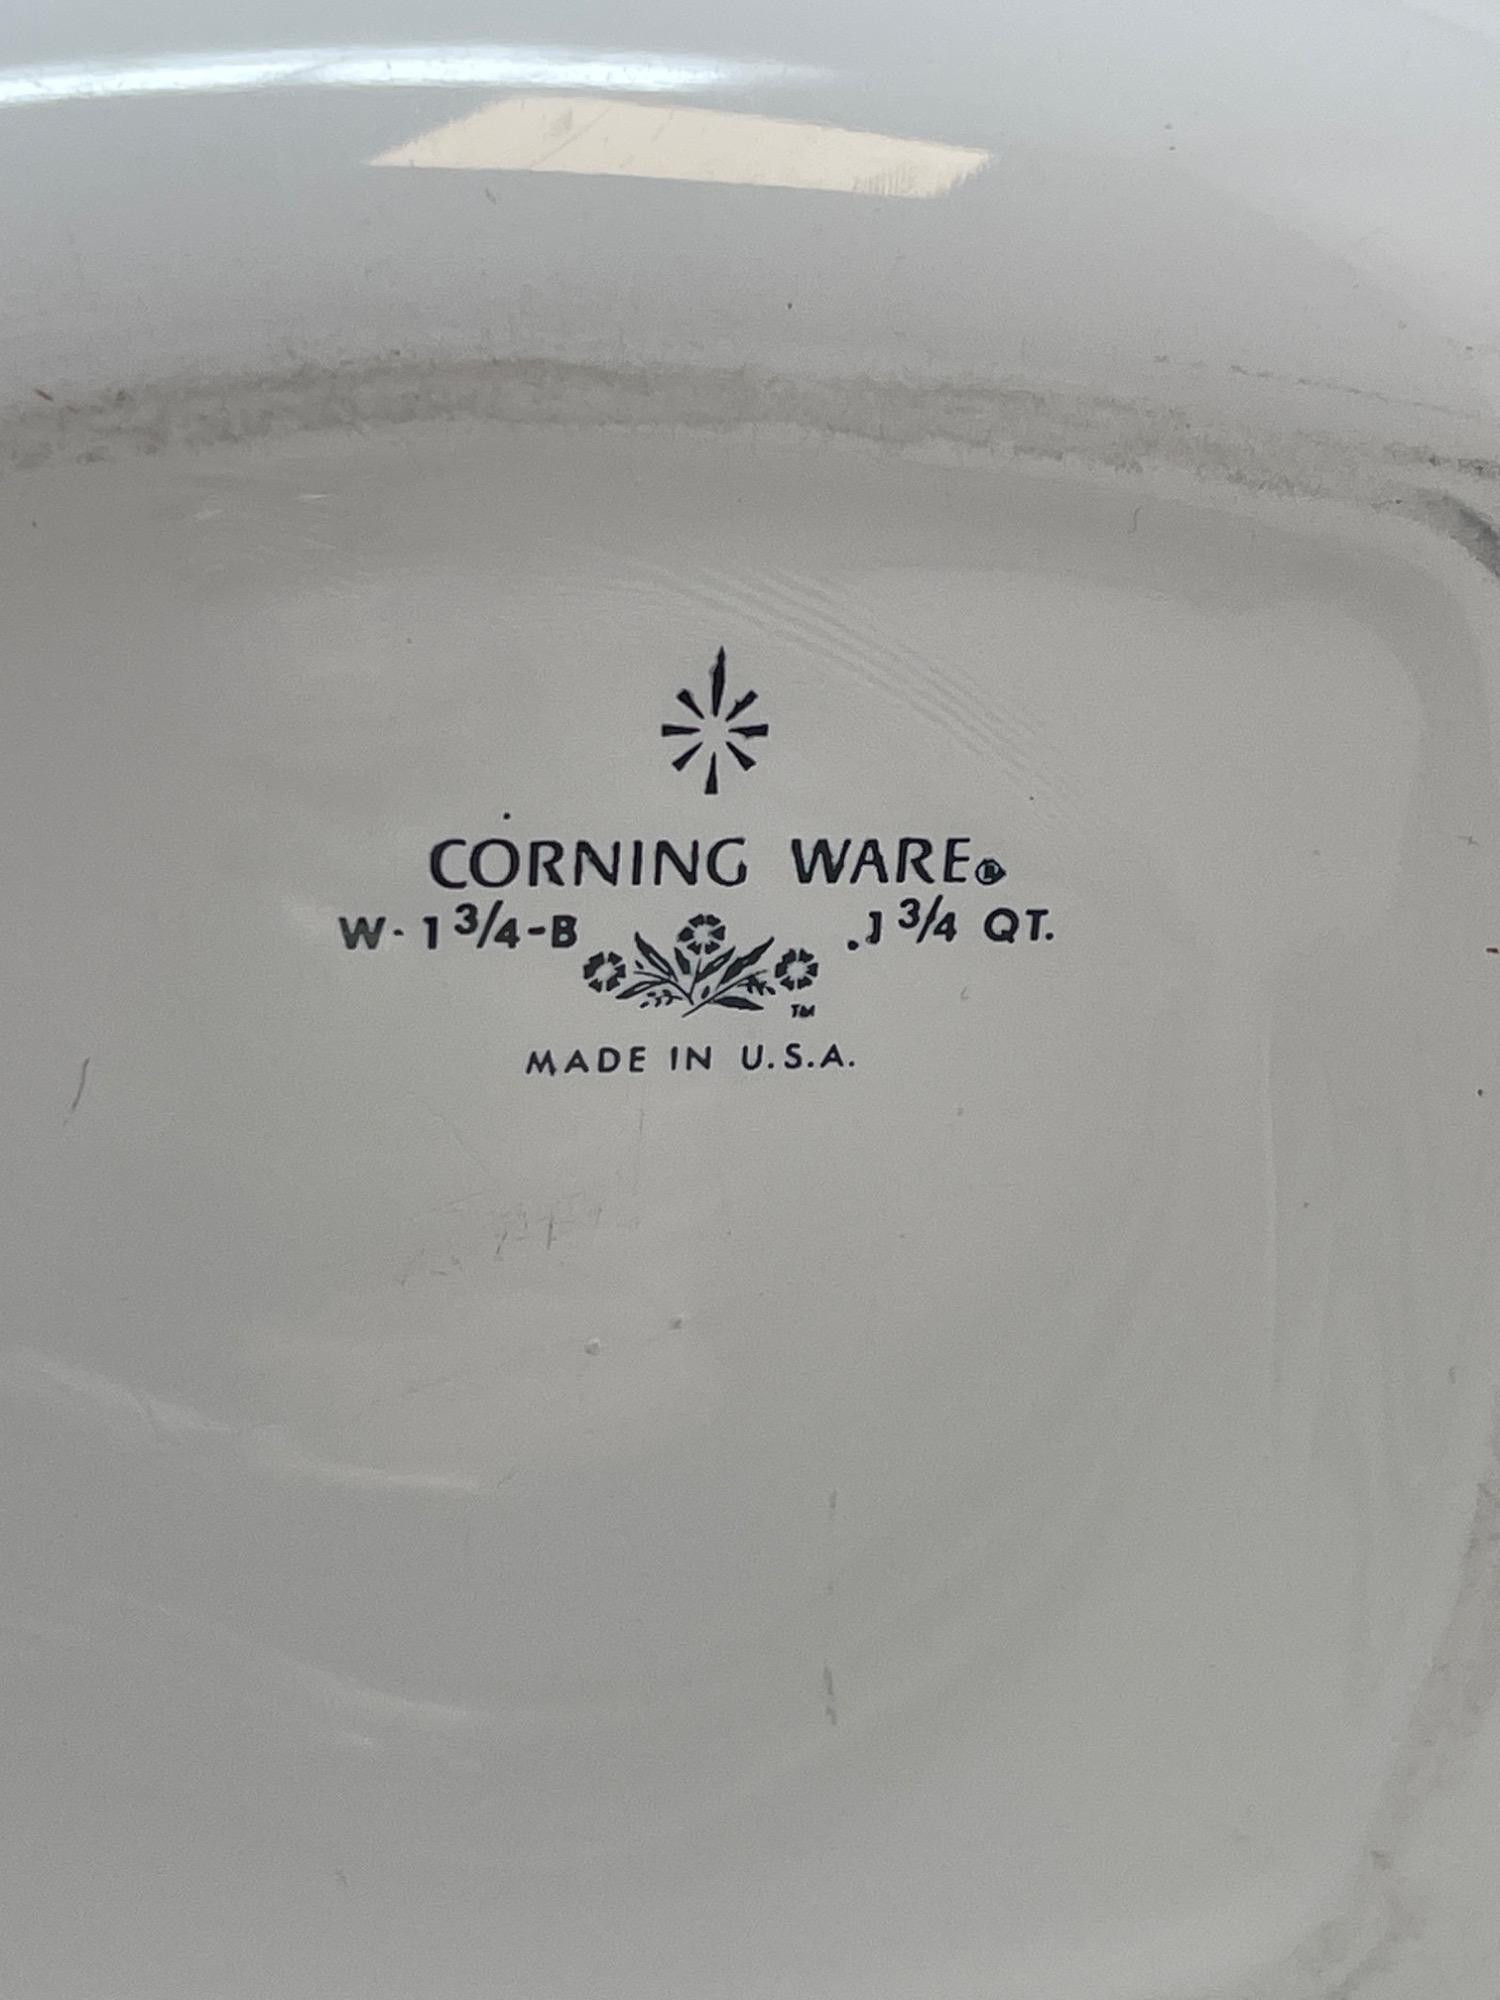 CORNING WARE®
W-1 3/4-B 1 3/4 QT.
TM
MADE IN U.S.A.